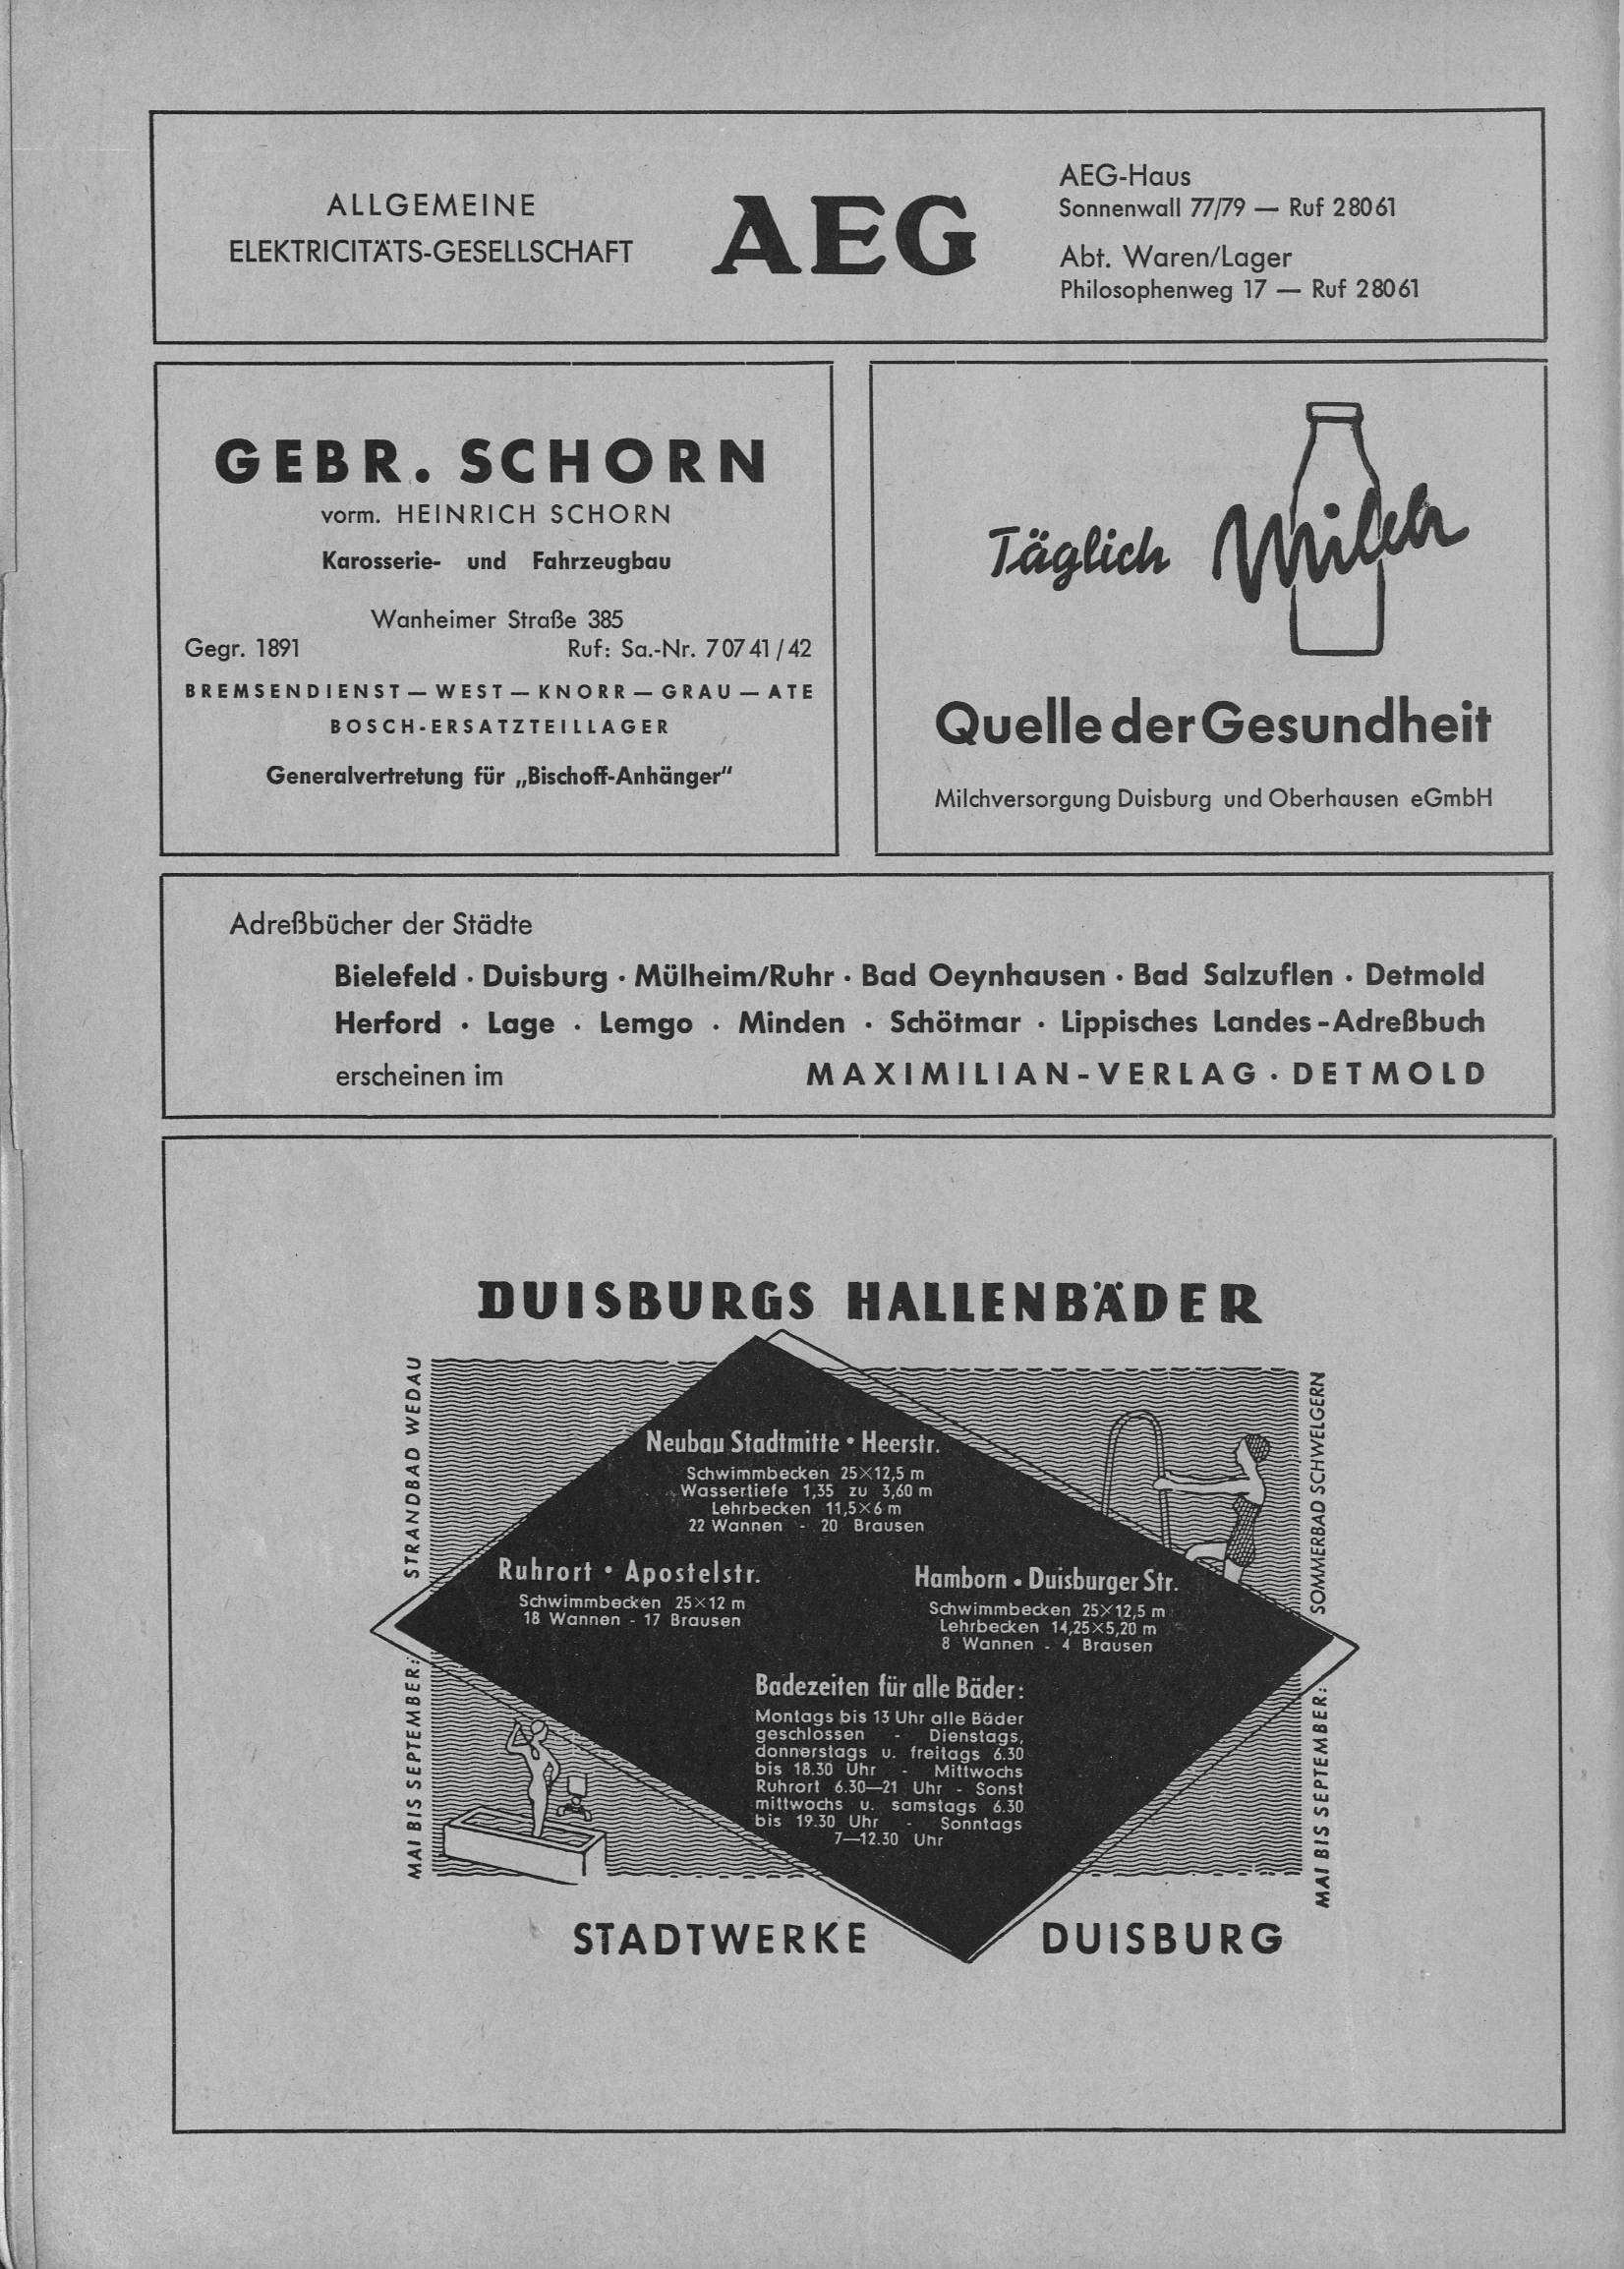 ALLGEMEINE
ELEKTRICITÄTS-GESELLSCHAFT
AEG
AEG-Haus
Sonnenwall 77/79 — Ruf 28061
Abt. Waren/Lager
Philosophenweg 17 — Ruf 28061
GEBR. SCHORN
vorm. HEINRICH SCHORN
Karosserie- und Fahrzeugbau
Wanheimer Straße 385
Gegr. 1891 Ruf: Sa.-Nr. 70741/42
BREMSENDIENST — WEST — KNORR — GRAU — ATE
BOSCH-ERSATZTEILLAGER
Generalvertretung für „Bischoff-Anhänger“
Täglich Milch
Quelle der Gesundheit
Milchversorgung Duisburg und Oberhausen eGmbH
Adreßbücher der Städte
Bielefeld · Duisburg · Mülheim/Ruhr · Bad Oeynhausen · Bad Salzuflen · Detmold
Herford · Lage · Lemgo · Minden · Schötmar · Lippisches Landes-Adreßbuch
erscheinen im MAXIMILIAN-VERLAG · DETMOLD
DUISBURGS HALLENBÄDER
MAI BIS SEPTEMBER: STRANDBAD WEDAU
Neubau Stadtmitte • Heerstr.
Schwimmbecken 25×12,5 m
Wassertiefe 1,35 zu 3,60 m
Lehrbecken 11,5×6 m
22 Wannen - 20 Brausen
Ruhrort • Apostelstr.
Schwimmbecken 25×12 m
18 Wannen - 17 Brausen
Hamborn • Duisburger Str.
Schwimmbecken 25×12,5 m
Lehrbecken 14,25×5,20 m
8 Wannen - 4 Brausen
Badezeiten für alle Bäder:
Montags bis 13 Uhr alle Bäder
geschlossen - Dienstags,
donnerstags u. freitags 6.30
bis 18.30 Uhr - Mittwochs
Ruhrort 6.30—21 Uhr - Sonst
mittwochs u. samstags 6.30
bis 19.30 Uhr - Sonntags
7—12.30 Uhr
MAI BIS SEPTEMBER: SOMMERBAD SCHWELGERN
STADTWERKE DUISBURG